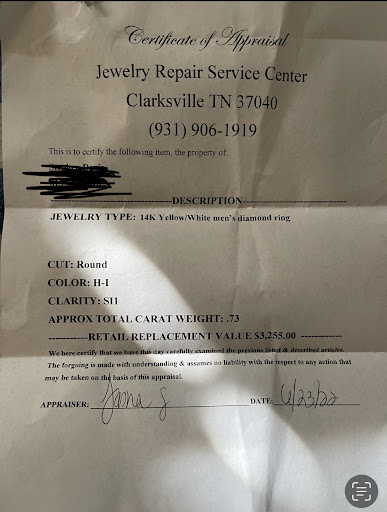 Certificate of Appraisal
Jewelry Repair Service Center
Clarksville TN 37040
(931) 906-1919
This is to certify the following item, the property of:
--------------------DESCRIPTION--------------------
JEWELRY TYPE: 14K Yellow/White men's diamond ring
CUT: Round
COLOR: H-I
CLARITY: SI1
APPROX TOTAL CARAT WEIGHT: .73
----------RETAIL REPLACEMENT VALUE $3,255.00 ----------
We here certify that we have this day carefully examined the previous listed & described articles.
The forgoing is made with understanding & assumes no liability with the respect to any action that
may be taken on the basis of this appraisal.
APPRAISER: DATE: 6/23/22